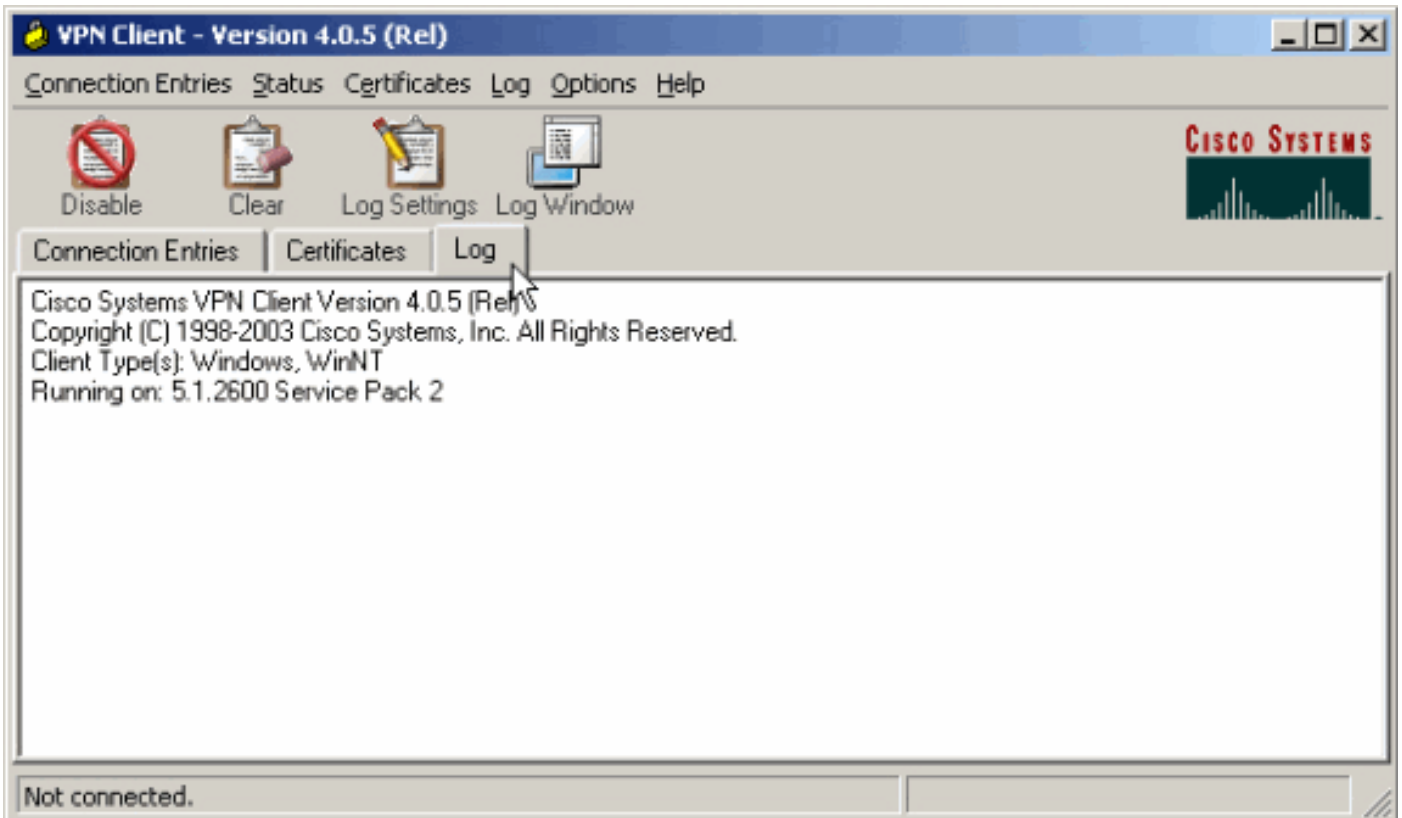 VPN Client - Version 4.0.5 (Rel)
Connection Entries Status Certificates Log Options Help
CISCO SYSTEMS
Disable Clear Log Settings Log Window
Connection Entries Certificates Log
Cisco Systems VPN Client Version 4.0.5 (Rel)
Copyright (C) 1998-2003 Cisco Systems, Inc. All Rights Reserved.
Client Type(s): Windows, WinNT
Running on: 5.1.2600 Service Pack 2
Not connected.